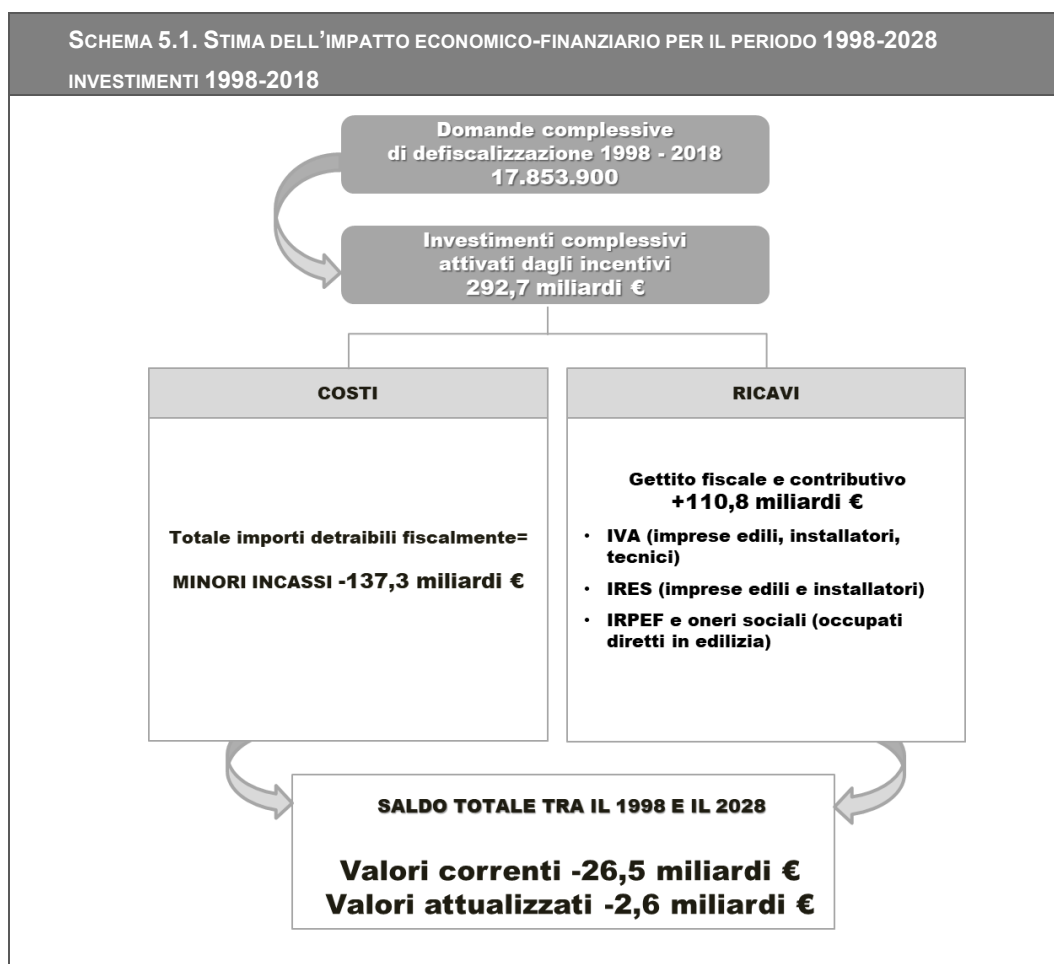 SCHEMA 5.1. STIMA DELL'IMPATTO ECONOMICO-FINANZIARIO PER IL PERIODO 1998-2028
INVESTIMENTI 1998-2018
Domande complessive
di defiscalizzazione 1998 - 2018
17.853.900
Investimenti complessivi
attivati dagli incentivi
292,7 miliardi €
COSTI
Totale importi detraibili fiscalmente=
MINORI INCASSI -137,3 miliardi €
RICAVI
Gettito fiscale e contributivo
+110,8 miliardi €
• IVA (imprese edili, installatori,
tecnici)
• IRES (imprese edili e installatori)
• IRPEF e oneri sociali (occupati
diretti in edilizia)
SALDO TOTALE TRA IL 1998 E IL 2028
Valori correnti -26,5 miliardi €
Valori attualizzati -2,6 miliardi €